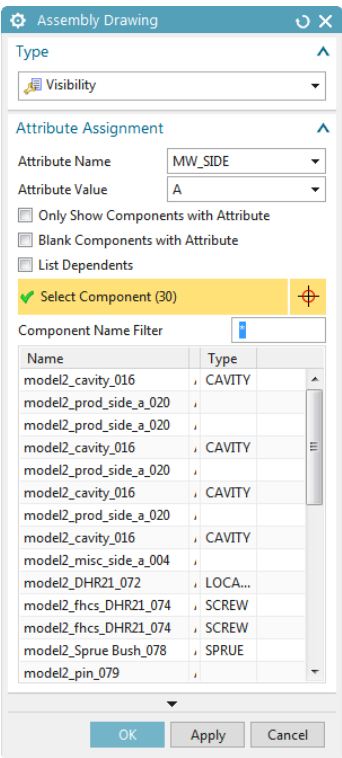 Assembly Drawing
Type
Visibility
Attribute Assignment
Attribute Name MW_SIDE
Attribute Value A
Only Show Components with Attribute
Blank Components with Attribute
List Dependents
Select Component (30)
Component Name Filter *
Name Type
model2_cavity_016 CAVITY
model2_prod_side_a_020
model2_prod_side_a_020
model2_cavity_016 CAVITY
model2_prod_side_a_020
model2_cavity_016 CAVITY
model2_prod_side_a_020
model2_cavity_016 CAVITY
model2_misc_side_a_004
model2_DHR21_072 LOCA...
model2_fhcs_DHR21_074 SCREW
model2_fhcs_DHR21_074 SCREW
model2_Sprue Bush_078 SPRUE
model2_pin_079
OK Apply Cancel